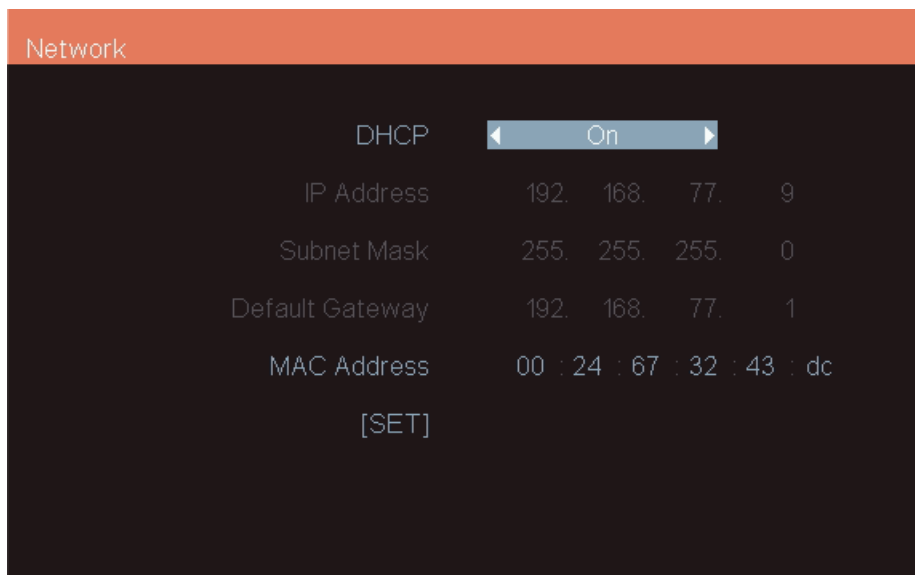 Network
DHCP On
IP Address 192. 168. 77. 9
Subnet Mask 255. 255. 255. 0
Default Gateway 192. 168. 77. 1
MAC Address 00 : 24 : 67 : 32 : 43 : dc
[SET]